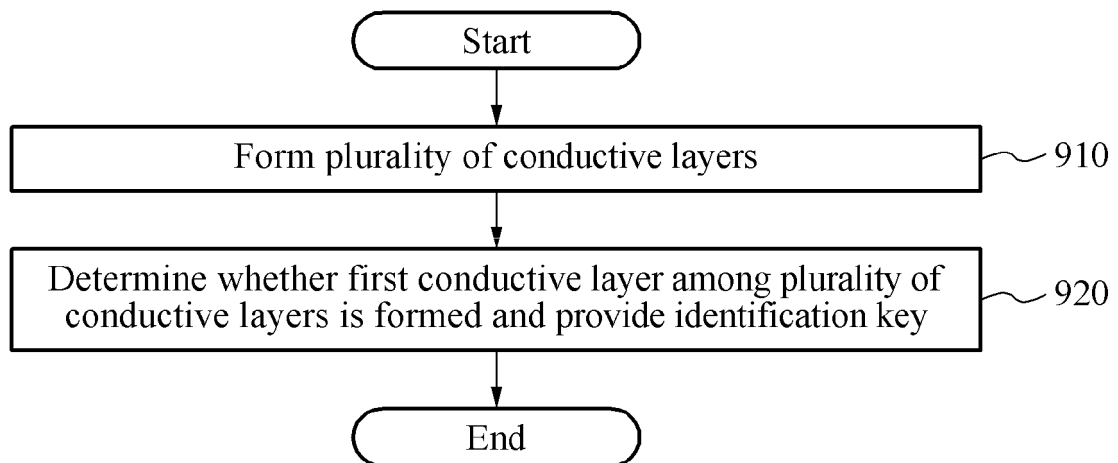 Start
Form plurality of conductive layers
910
Determine whether first conductive layer among plurality of
conductive layers is formed and provide identification key
920
End